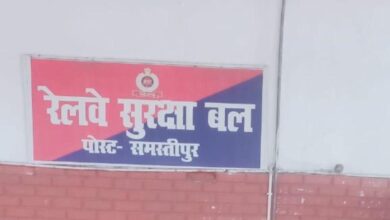 रेलवे सुरक्षा बल
पोस्ट- समस्तीपुर